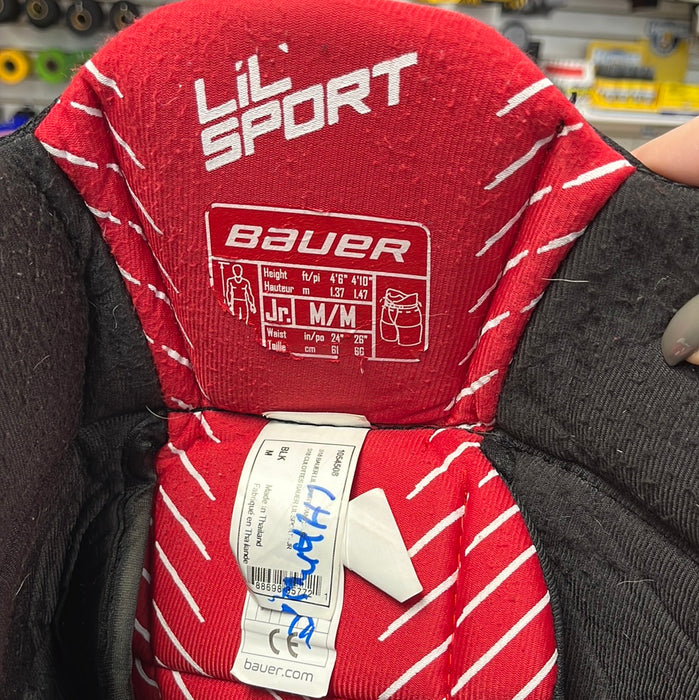 LiL
SPORT
BAUER
Height ft/pi 4'6" 4'10"
Hauteur m 1.37 1.47
Jr. M/M
Waist in/po 24" 26"
Taille cm 61 66
1054508
BLK
M
Made in Thailand
Fabriqué en Thaïlande
CE
bauer.com